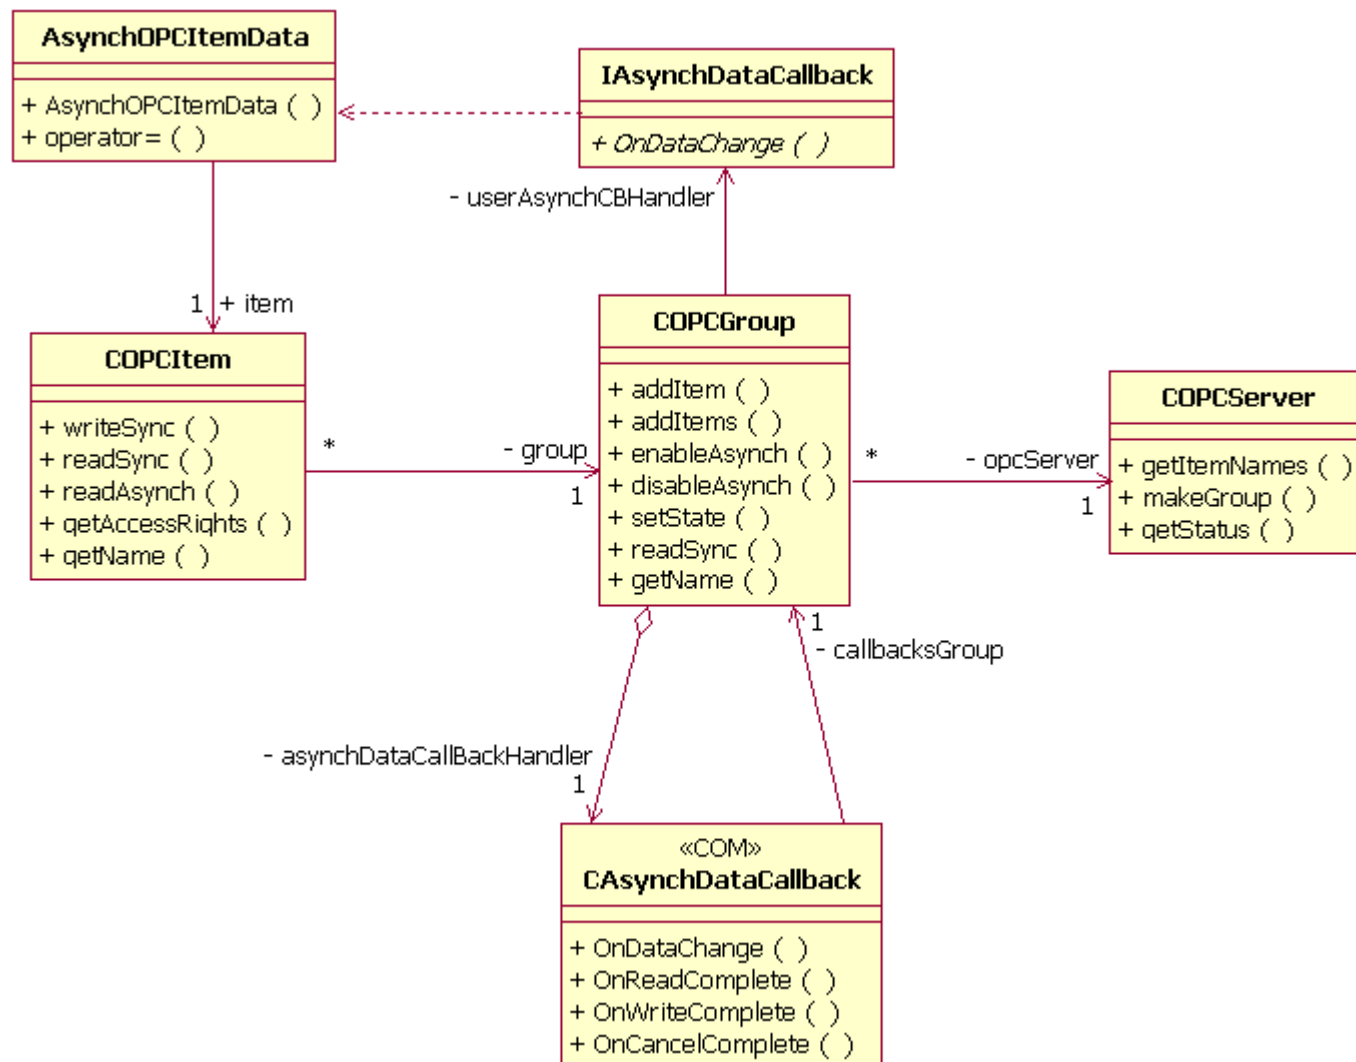 AsynchOPCItemData
+ AsynchOPCItemData ( )
+ operator= ( )
IAsynchDataCallback
+ OnDataChange ( )
- userAsynchCBHandler
1 + item
COPCItem
+ writeSync ( )
+ readSync ( )
+ readAsynch ( )
+ getAccessRights ( )
+ getName ( )
*
- group
1
COPCGroup
+ addItem ( )
+ addItems ( )
+ enableAsynch ( )
+ disableAsynch ( )
+ setState ( )
+ readSync ( )
+ getName ( )
*
- opcServer
1
COPCServer
+ getItemNames ( )
+ makeGroup ( )
+ getStatus ( )
1
- callbacksGroup
- asynchDataCallBackHandler
1
«COM»
CAsynchDataCallback
+ OnDataChange ( )
+ OnReadComplete ( )
+ OnWriteComplete ( )
+ OnCancelComplete ( )